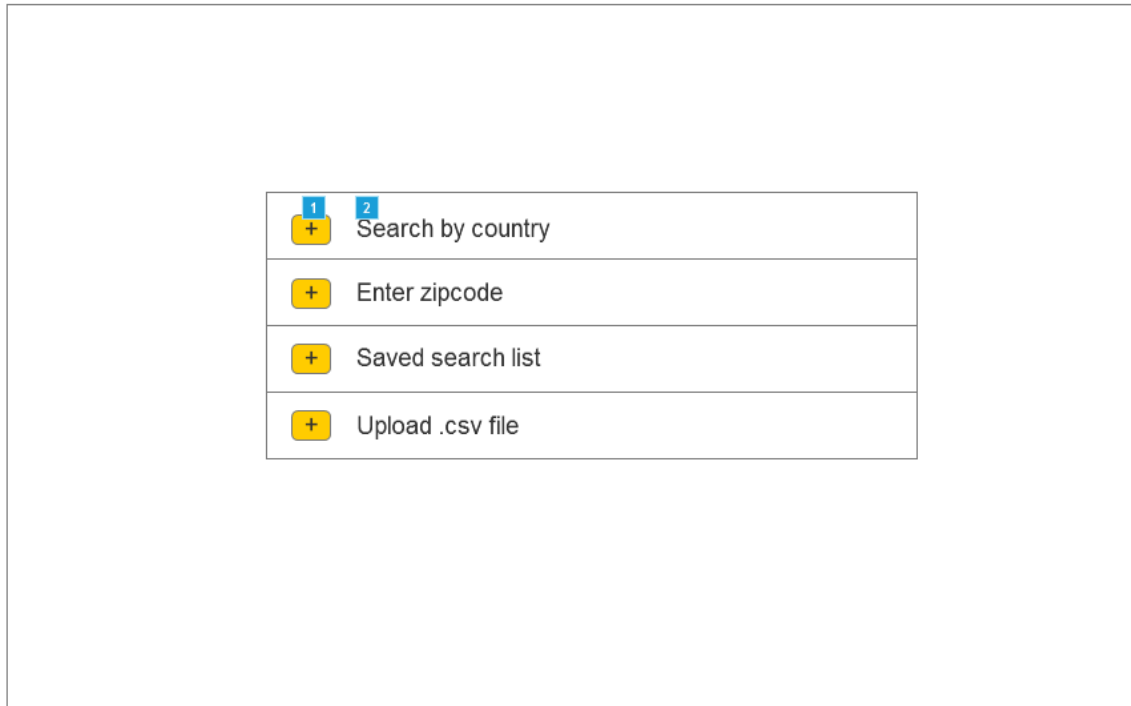 1 2
+ Search by country
+ Enter zipcode
+ Saved search list
+ Upload .csv file